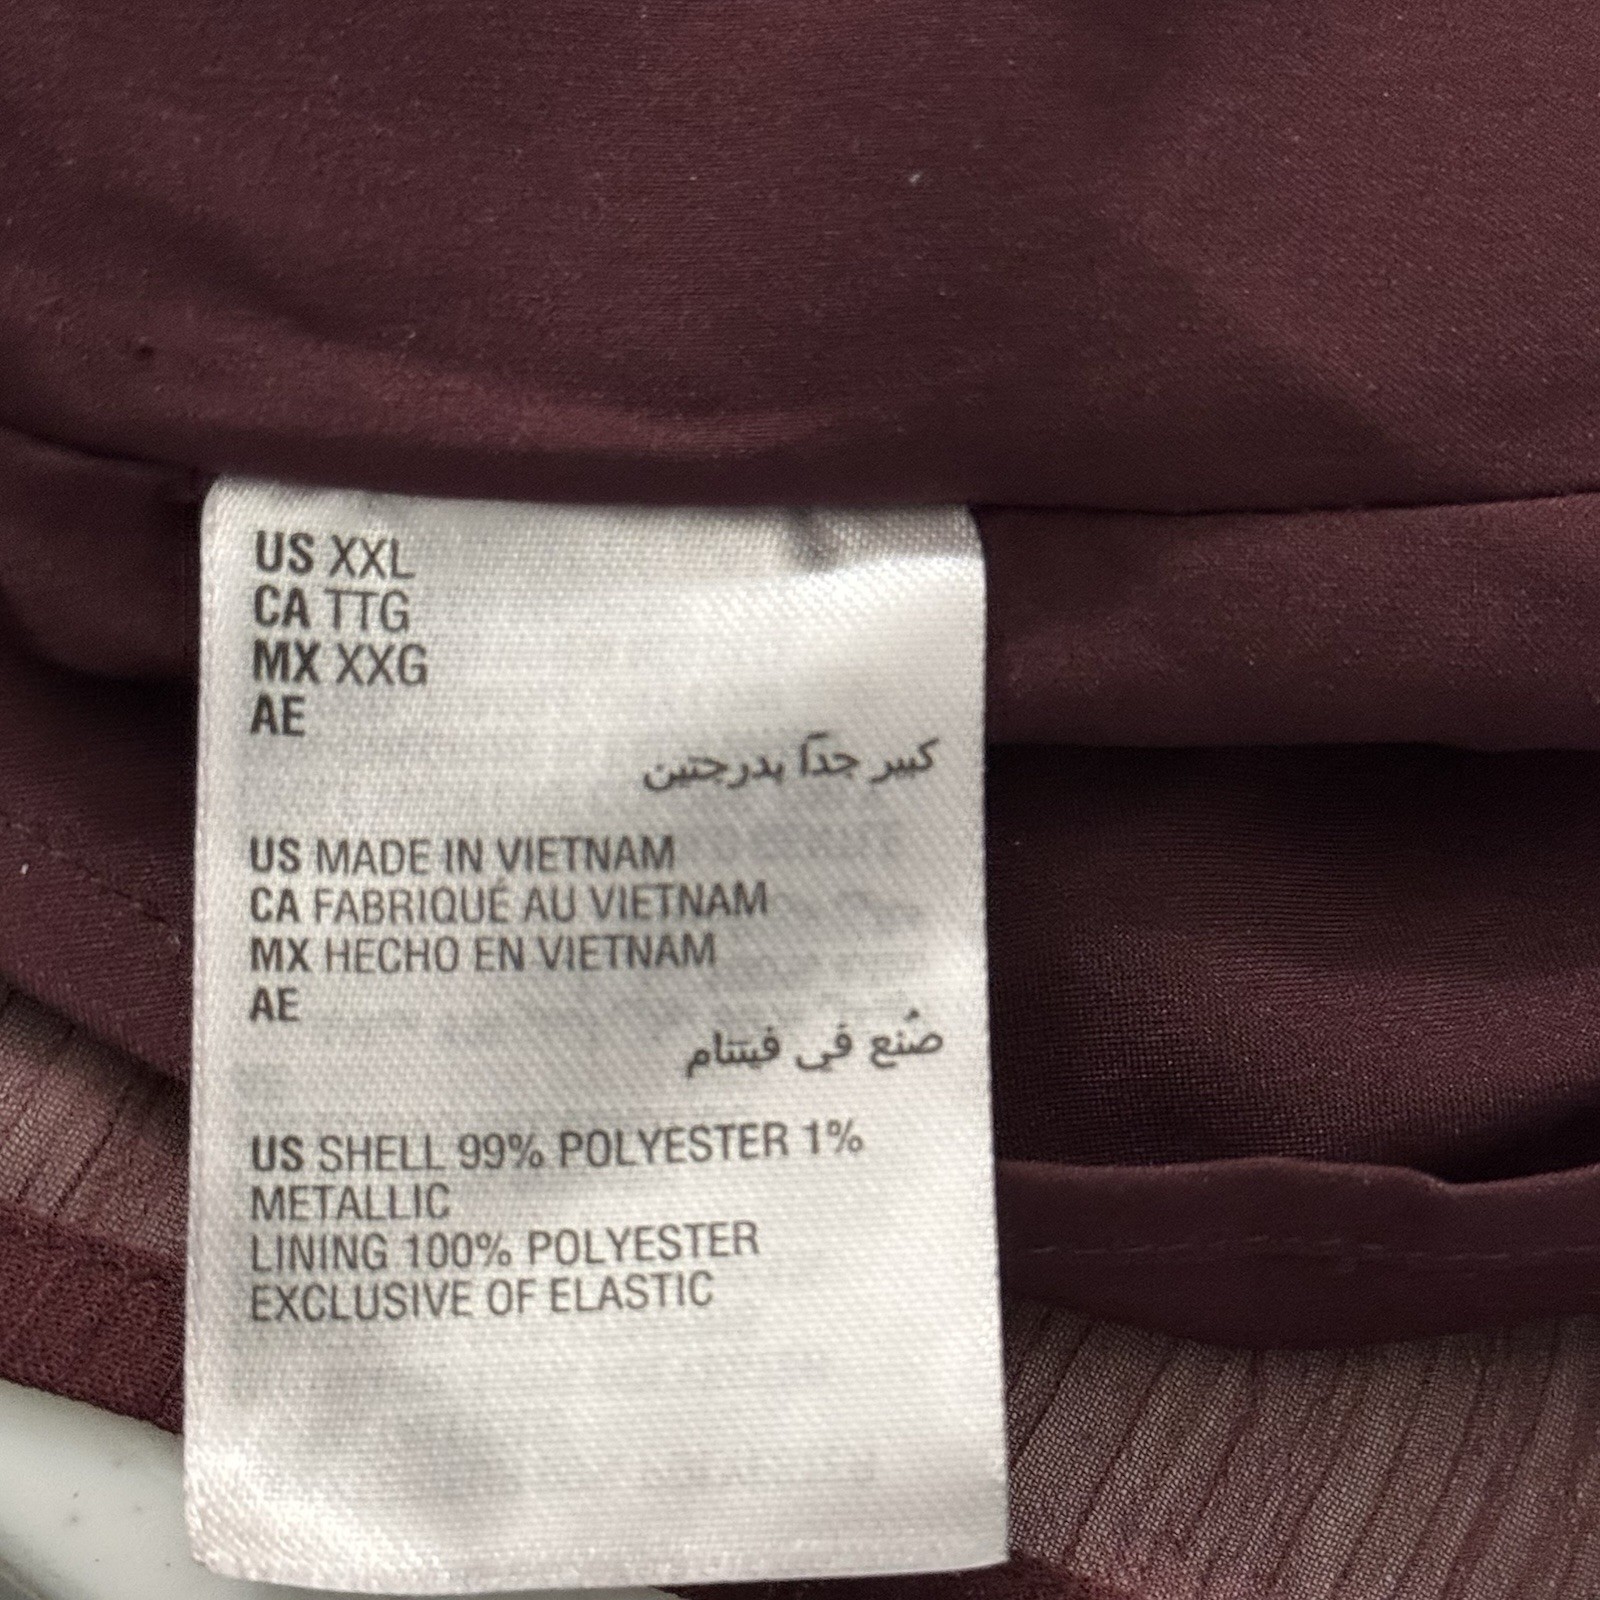 US XXL
CA TTG
MX XXG
AE
كبير جدًا بدرجتين
US MADE IN VIETNAM
CA FABRIQUÉ AU VIETNAM
MX HECHO EN VIETNAM
AE
صُنع في فيتنام
US SHELL 99% POLYESTER 1%
METALLIC
LINING 100% POLYESTER
EXCLUSIVE OF ELASTIC